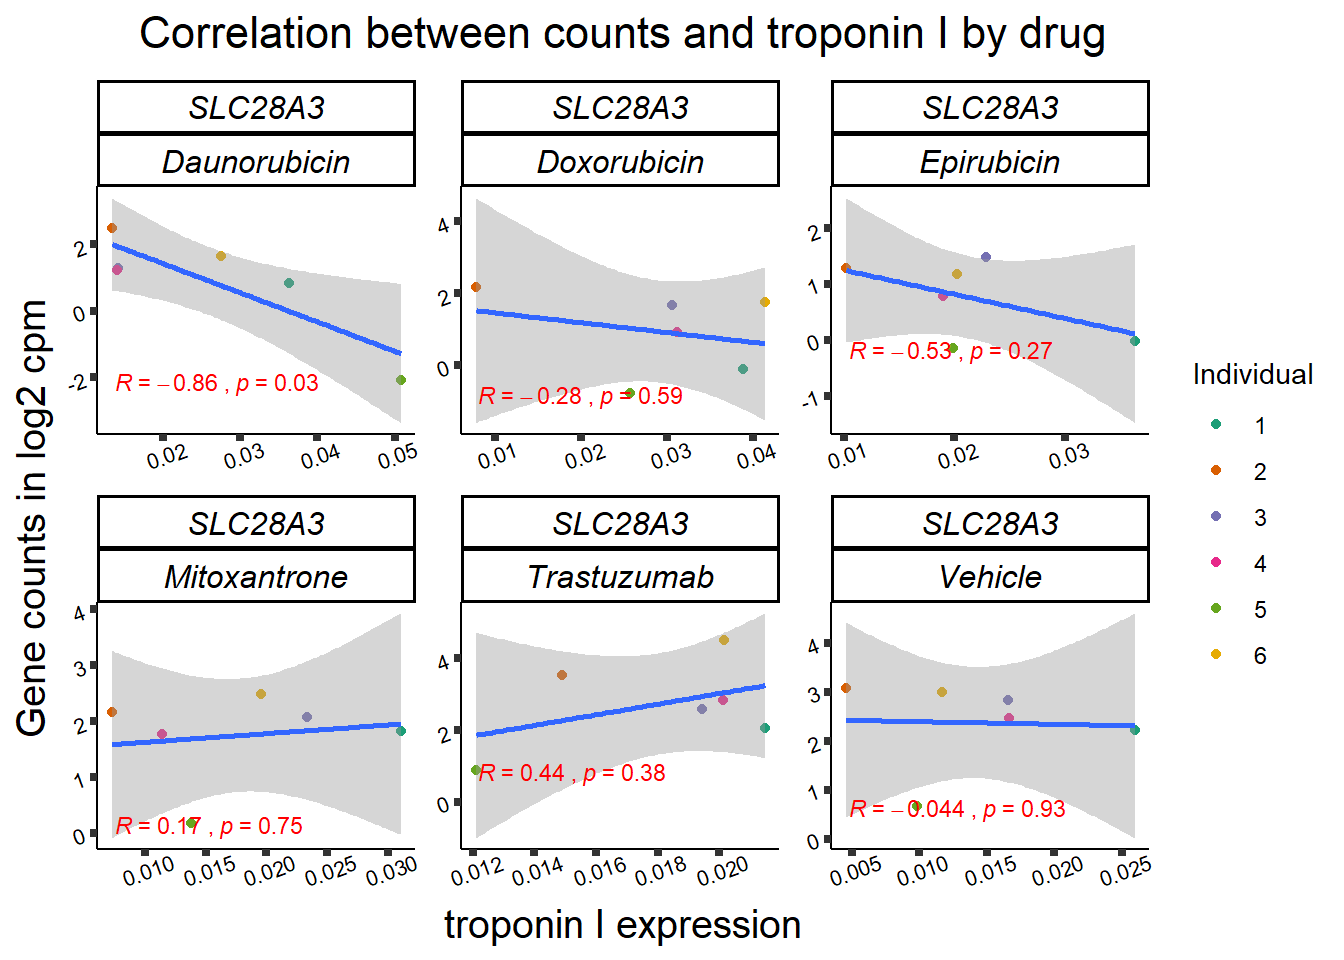 Correlation between counts and troponin I by drug
SLC28A3 SLC28A3 SLC28A3
Daunorubicin Doxorubicin Epirubicin
2
0
-2
R = −0.86 , p = 0.03
0.02 0.03 0.04 0.05
4
2
0
R = −0.28 , p = 0.59
0.01 0.02 0.03 0.04
2
1
0
-1
R = −0.53 , p = 0.27
0.01 0.02 0.03
SLC28A3 SLC28A3 SLC28A3
Mitoxantrone Trastuzumab Vehicle
4
3
2
1
0
R = 0.17 , p = 0.75
0.010 0.015 0.020 0.025 0.030
4
2
0
R = 0.44 , p = 0.38
0.012 0.014 0.016 0.018 0.020
4
3
2
1
0
R = −0.044 , p = 0.93
0.005 0.010 0.015 0.020 0.025
Gene counts in log2 cpm
troponin I expression
Individual
1
2
3
4
5
6